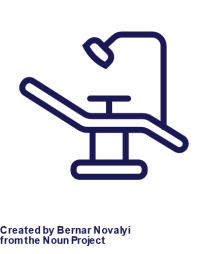 Created by Bernar Novalyi
from the Noun Project